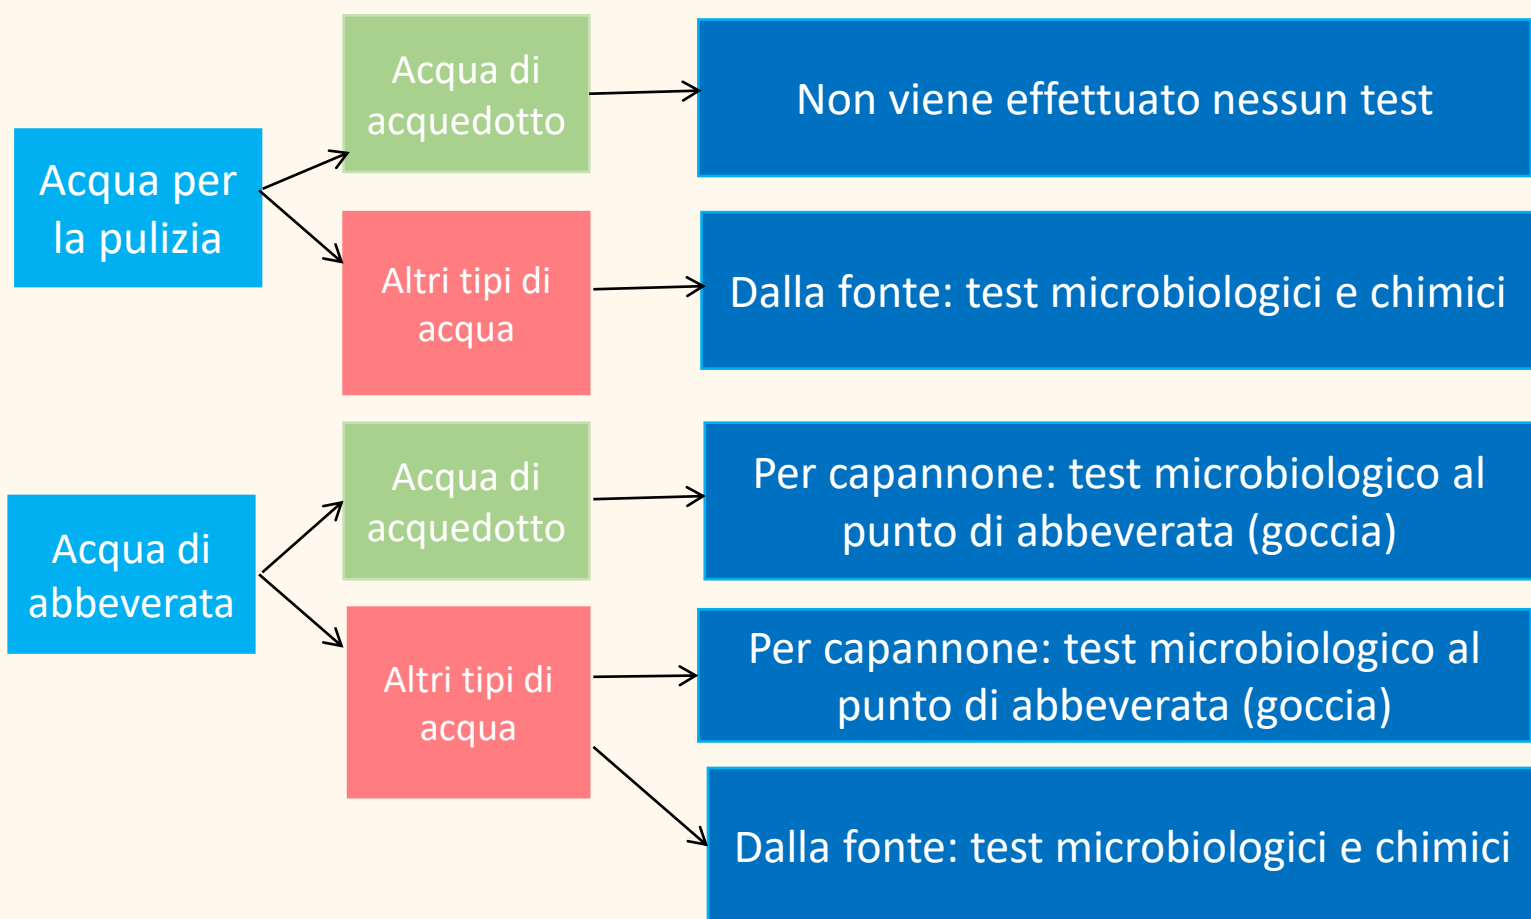 Acqua per
la pulizia
Acqua di
acquedotto
Non viene effettuato nessun test
Altri tipi di
acqua
Dalla fonte: test microbiologici e chimici
Acqua di
abbeverata
Acqua di
acquedotto
Per capannone: test microbiologico al
punto di abbeverata (goccia)
Altri tipi di
acqua
Per capannone: test microbiologico al
punto di abbeverata (goccia)
Dalla fonte: test microbiologici e chimici